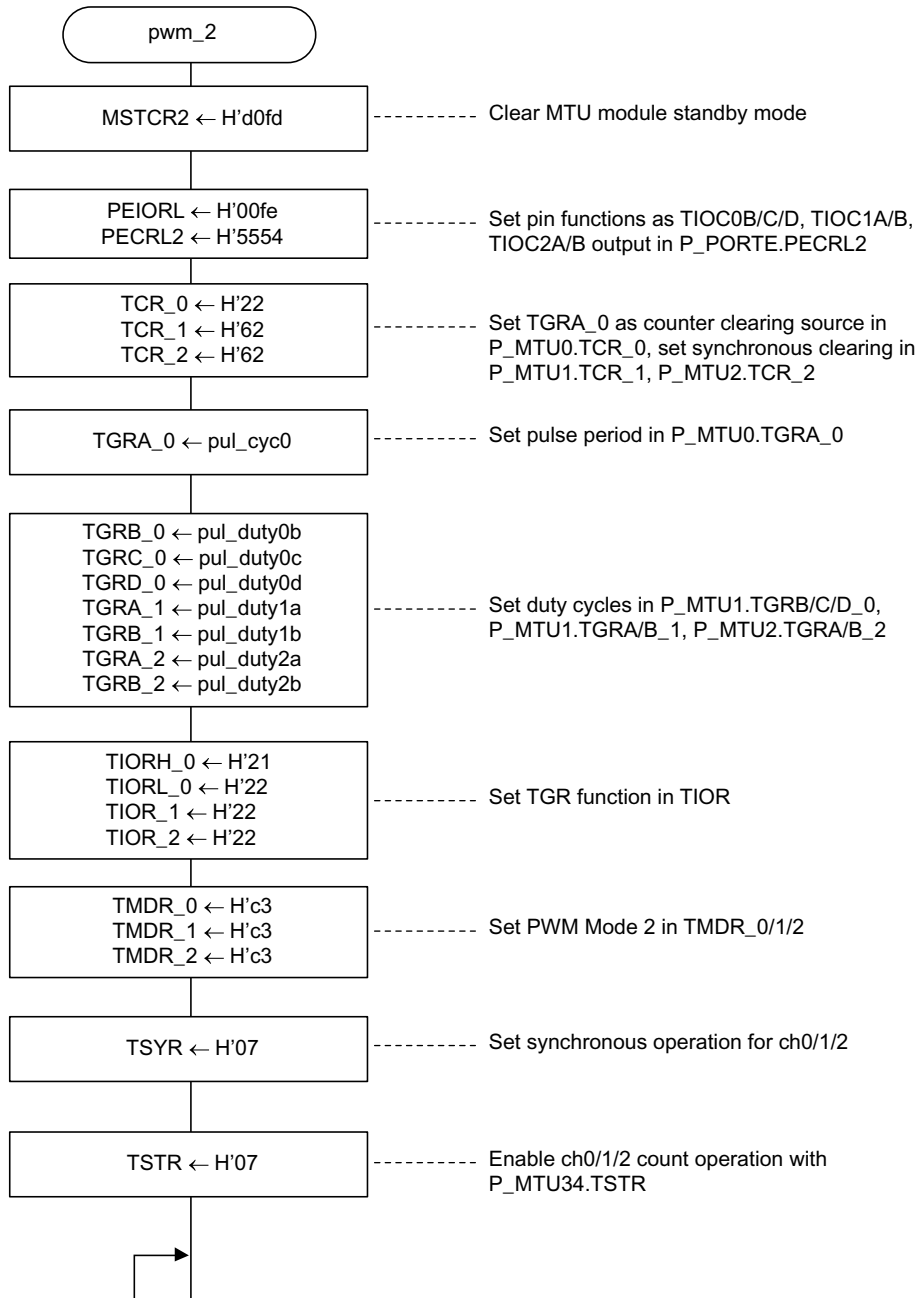 pwm_2
MSTCR2 ← H'd0fd
Clear MTU module standby mode
PEIORL ← H'00fe
PECRL2 ← H'5554
Set pin functions as TIOC0B/C/D, TIOC1A/B,
TIOC2A/B output in P_PORTE.PECRL2
TCR_0 ← H'22
TCR_1 ← H'62
TCR_2 ← H'62
Set TGRA_0 as counter clearing source in
P_MTU0.TCR_0, set synchronous clearing in
P_MTU1.TCR_1, P_MTU2.TCR_2
TGRA_0 ← pul_cyc0
Set pulse period in P_MTU0.TGRA_0
TGRB_0 ← pul_duty0b
TGRC_0 ← pul_duty0c
TGRD_0 ← pul_duty0d
TGRA_1 ← pul_duty1a
TGRB_1 ← pul_duty1b
TGRA_2 ← pul_duty2a
TGRB_2 ← pul_duty2b
Set duty cycles in P_MTU1.TGRB/C/D_0,
P_MTU1.TGRA/B_1, P_MTU2.TGRA/B_2
TIORH_0 ← H'21
TIORL_0 ← H'22
TIOR_1 ← H'22
TIOR_2 ← H'22
Set TGR function in TIOR
TMDR_0 ← H'c3
TMDR_1 ← H'c3
TMDR_2 ← H'c3
Set PWM Mode 2 in TMDR_0/1/2
TSYR ← H'07
Set synchronous operation for ch0/1/2
TSTR ← H'07
Enable ch0/1/2 count operation with
P_MTU34.TSTR